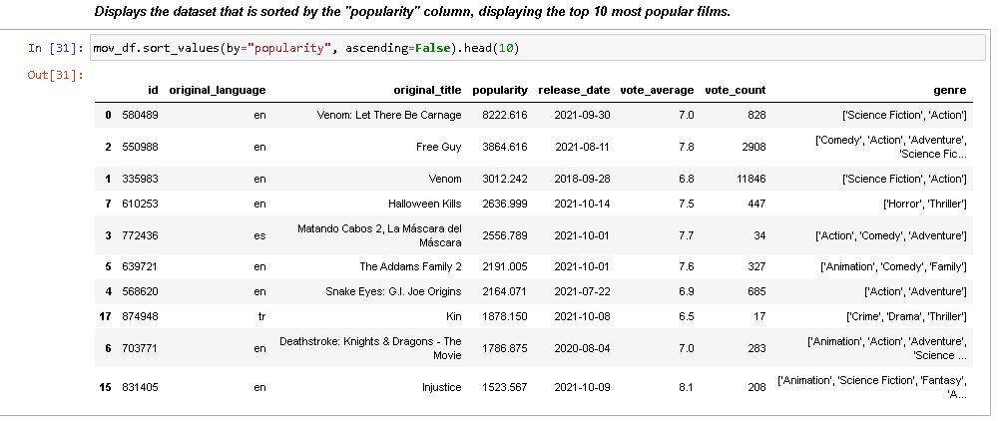 Displays the dataset that is sorted by the "popularity" column, displaying the top 10 most popular films.
In [31]: mov_df.sort_values(by="popularity", ascending=False).head(10)
Out[31]:
id original_language original_title popularity release_date vote_average vote_count genre
0 580489 en Venom: Let There Be Carnage 8222.616 2021-09-30 7.0 828 ['Science Fiction', 'Action']
2 550988 en Free Guy 3864.616 2021-08-11 7.8 2908 ['Comedy', 'Action', 'Adventure',
'Science Fic...
1 335983 en Venom 3012.242 2018-09-28 6.8 11846 ['Science Fiction', 'Action']
7 610253 en Halloween Kills 2636.999 2021-10-14 7.5 447 ['Horror', 'Thriller']
3 772436 es Matando Cabos 2, La Máscara del
Máscara 2556.789 2021-10-01 7.7 34 ['Action', 'Comedy', 'Adventure']
5 639721 en The Addams Family 2 2191.005 2021-10-01 7.6 327 ['Animation', 'Comedy', 'Family']
4 568620 en Snake Eyes: G.I. Joe Origins 2164.071 2021-07-22 6.9 685 ['Action', 'Adventure']
17 874948 tr Kin 1878.150 2021-10-08 6.5 17 ['Crime', 'Drama', 'Thriller']
6 703771 en Deathstroke: Knights & Dragons - The
Movie 1786.875 2020-08-04 7.0 283 ['Animation', 'Action', 'Adventure',
'Science ...
15 831405 en Injustice 1523.567 2021-10-09 8.1 208 ['Animation', 'Science Fiction', 'Fantasy',
'A...